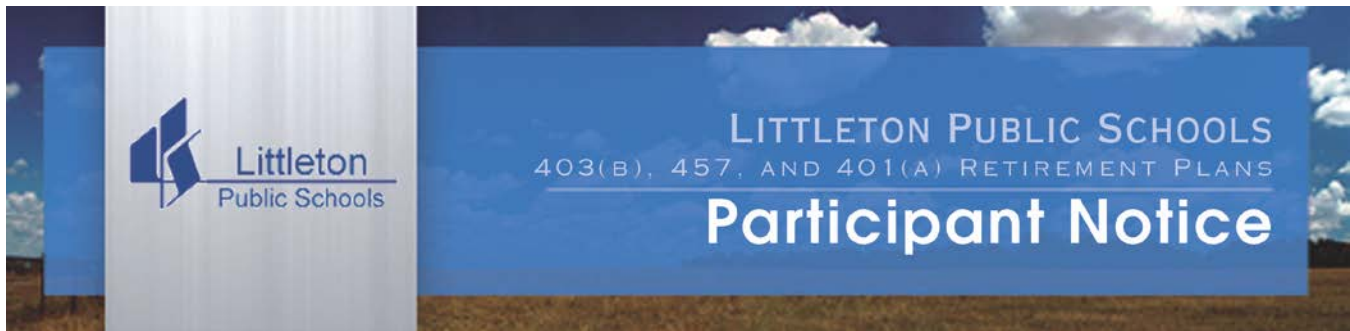 Littleton
Public Schools
LITTLETON PUBLIC SCHOOLS
403(B), 457, AND 401(A) RETIREMENT PLANS
Participant Notice